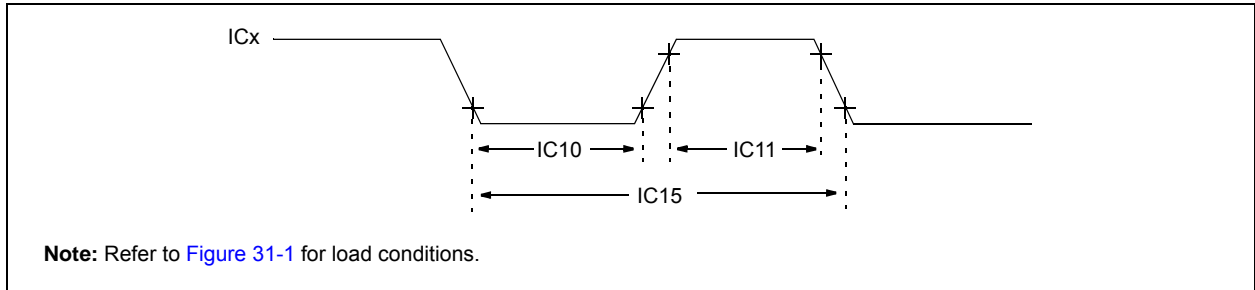 ICx
IC10
IC11
IC15
Note: Refer to Figure 31-1 for load conditions.